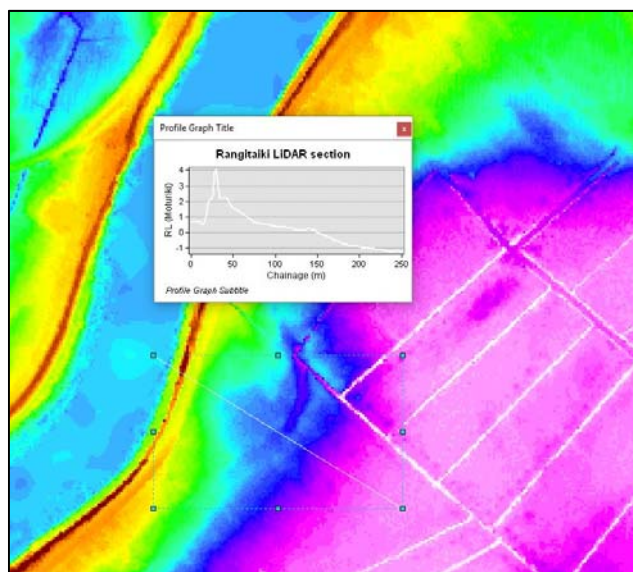 Profile Graph Title
x
Rangitaiki LiDAR section
RL (Moturiki)
4
3
2
1
0
-1
0 50 100 150 200 250
Chainage (m)
Profile Graph Subtitle